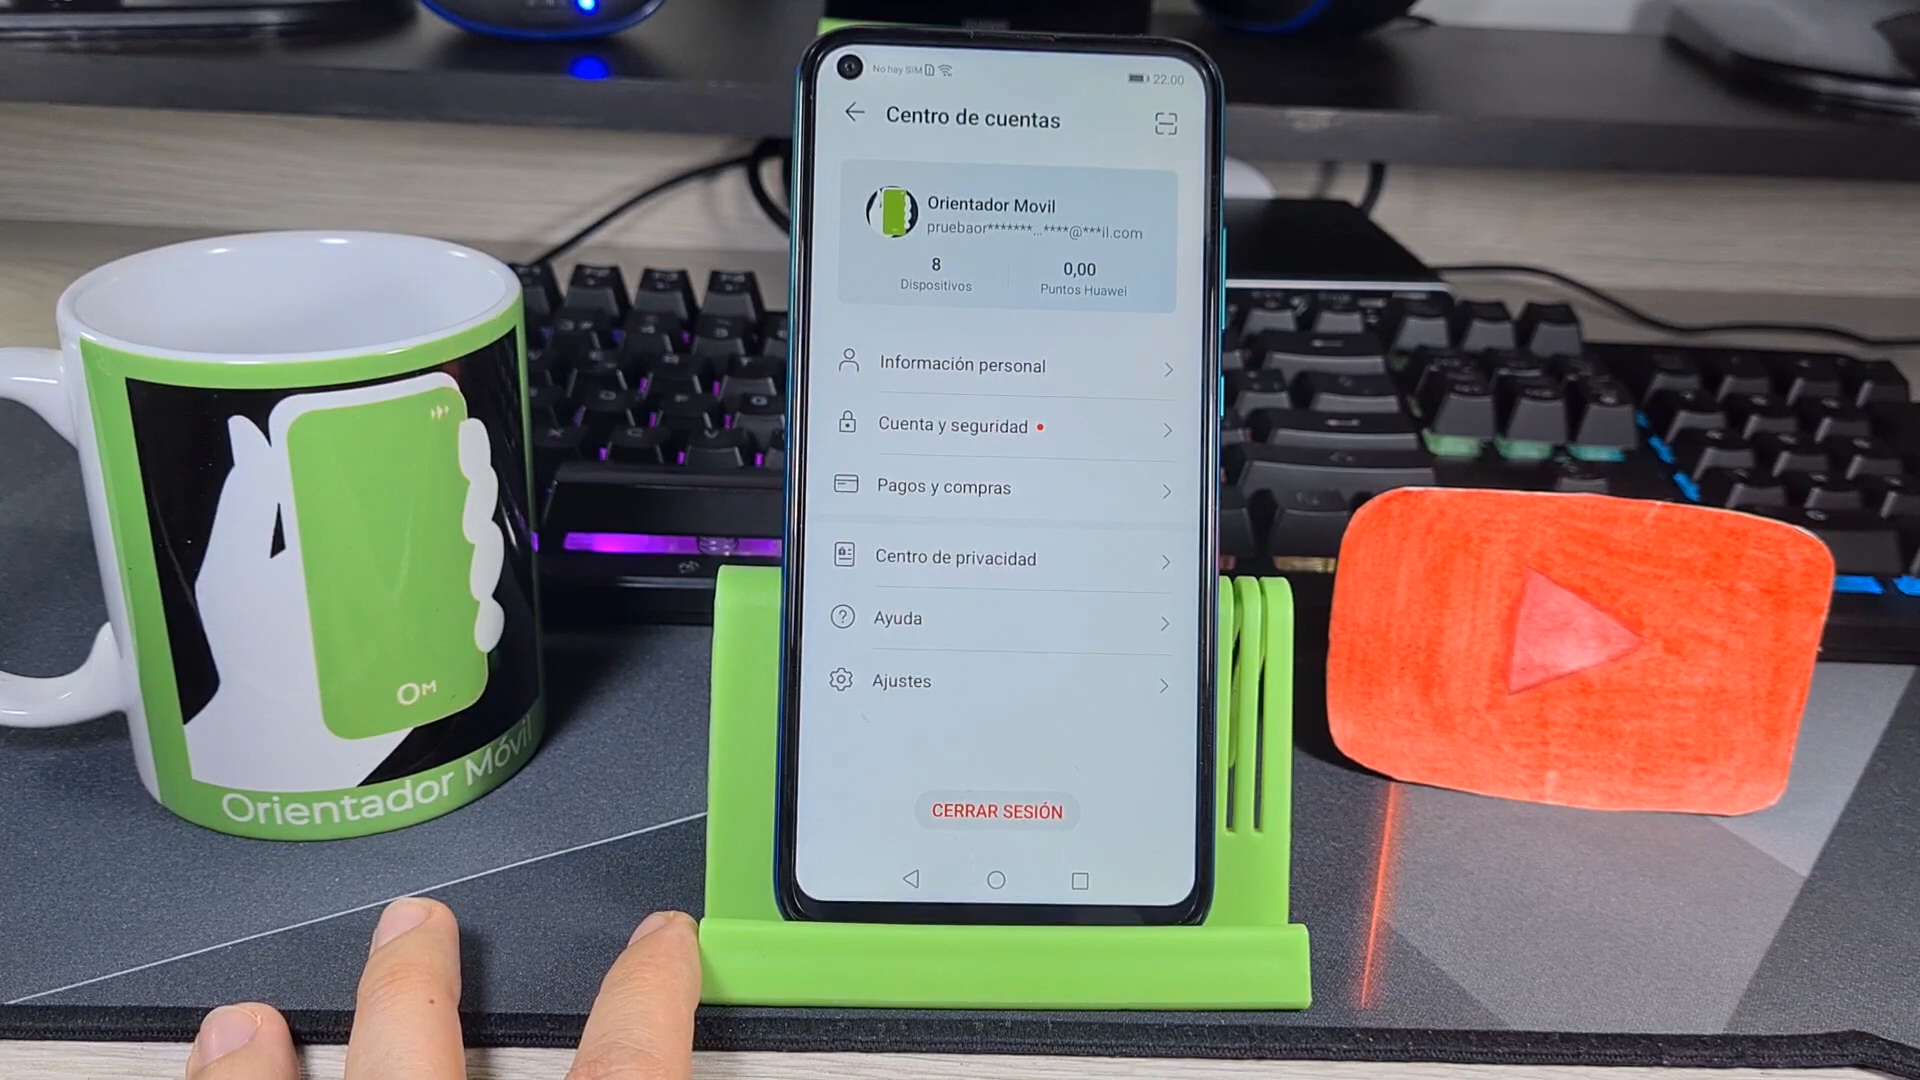 No hay SIM
22:00
Centro de cuentas
Orientador Movil
pruebaor*******...****@***il.com
8
Dispositivos
0,00
Puntos Huawei
Información personal
Cuenta y seguridad
Pagos y compras
Centro de privacidad
Ayuda
Ajustes
CERRAR SESIÓN
OM
Orientador Móvil